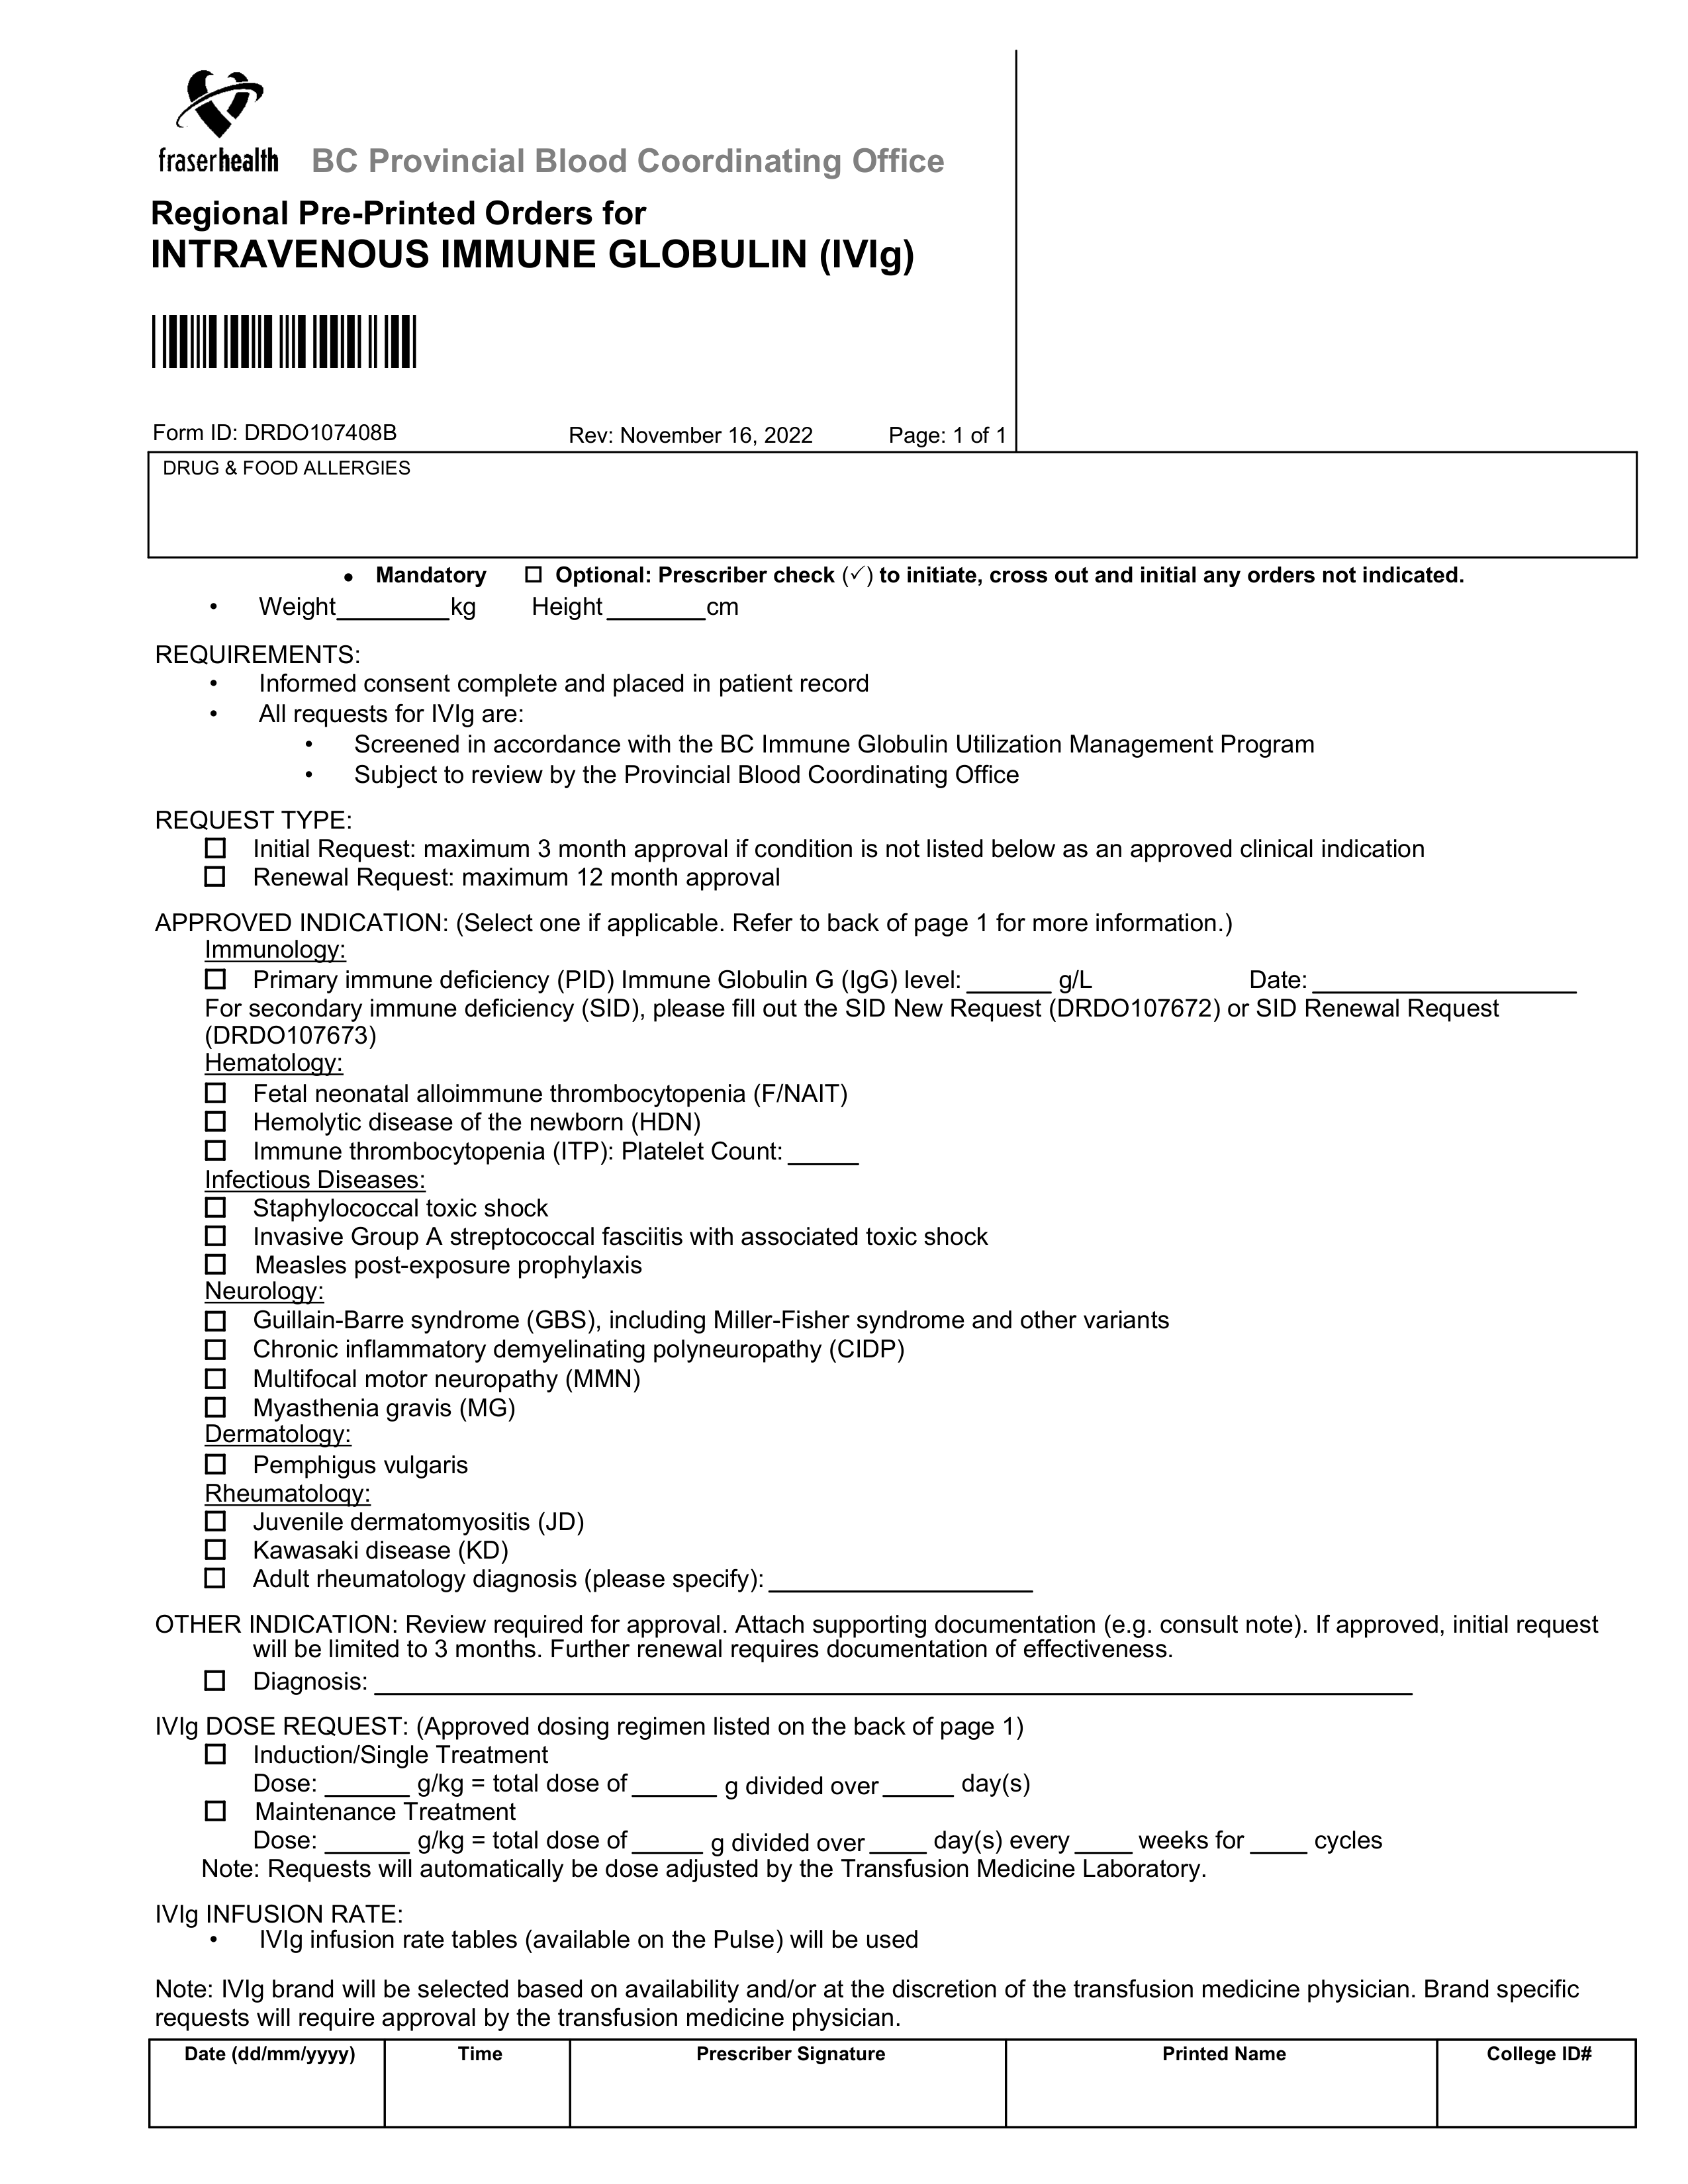 fraserhealth BC Provincial Blood Coordinating Office
Regional Pre-Printed Orders for
INTRAVENOUS IMMUNE GLOBULIN (IVIg)
Form ID: DRDO107408B Rev: November 16, 2022 Page: 1 of 1
DRUG & FOOD ALLERGIES
• Mandatory ☐ Optional: Prescriber check (✓) to initiate, cross out and initial any orders not indicated.
• Weight________kg Height_______cm
REQUIREMENTS:
• Informed consent complete and placed in patient record
• All requests for IVIg are:
• Screened in accordance with the BC Immune Globulin Utilization Management Program
• Subject to review by the Provincial Blood Coordinating Office
REQUEST TYPE:
☐ Initial Request: maximum 3 month approval if condition is not listed below as an approved clinical indication
☐ Renewal Request: maximum 12 month approval
APPROVED INDICATION: (Select one if applicable. Refer to back of page 1 for more information.)
Immunology:
☐ Primary immune deficiency (PID) Immune Globulin G (IgG) level: ______ g/L Date: ___________________
For secondary immune deficiency (SID), please fill out the SID New Request (DRDO107672) or SID Renewal Request
(DRDO107673)
Hematology:
☐ Fetal neonatal alloimmune thrombocytopenia (F/NAIT)
☐ Hemolytic disease of the newborn (HDN)
☐ Immune thrombocytopenia (ITP): Platelet Count: _____
Infectious Diseases:
☐ Staphylococcal toxic shock
☐ Invasive Group A streptococcal fasciitis with associated toxic shock
☐ Measles post-exposure prophylaxis
Neurology:
☐ Guillain-Barre syndrome (GBS), including Miller-Fisher syndrome and other variants
☐ Chronic inflammatory demyelinating polyneuropathy (CIDP)
☐ Multifocal motor neuropathy (MMN)
☐ Myasthenia gravis (MG)
Dermatology:
☐ Pemphigus vulgaris
Rheumatology:
☐ Juvenile dermatomyositis (JD)
☐ Kawasaki disease (KD)
☐ Adult rheumatology diagnosis (please specify): ___________________
OTHER INDICATION: Review required for approval. Attach supporting documentation (e.g. consult note). If approved, initial request
will be limited to 3 months. Further renewal requires documentation of effectiveness.
☐ Diagnosis: ___________________________________________________________________________
IVIg DOSE REQUEST: (Approved dosing regimen listed on the back of page 1)
☐ Induction/Single Treatment
Dose: ______ g/kg = total dose of ______ g divided over _____ day(s)
☐ Maintenance Treatment
Dose: ______ g/kg = total dose of _____ g divided over ____ day(s) every ____ weeks for ____ cycles
Note: Requests will automatically be dose adjusted by the Transfusion Medicine Laboratory.
IVIg INFUSION RATE:
• IVIg infusion rate tables (available on the Pulse) will be used
Note: IVIg brand will be selected based on availability and/or at the discretion of the transfusion medicine physician. Brand specific
requests will require approval by the transfusion medicine physician.
Date (dd/mm/yyyy) Time Prescriber Signature Printed Name College ID#